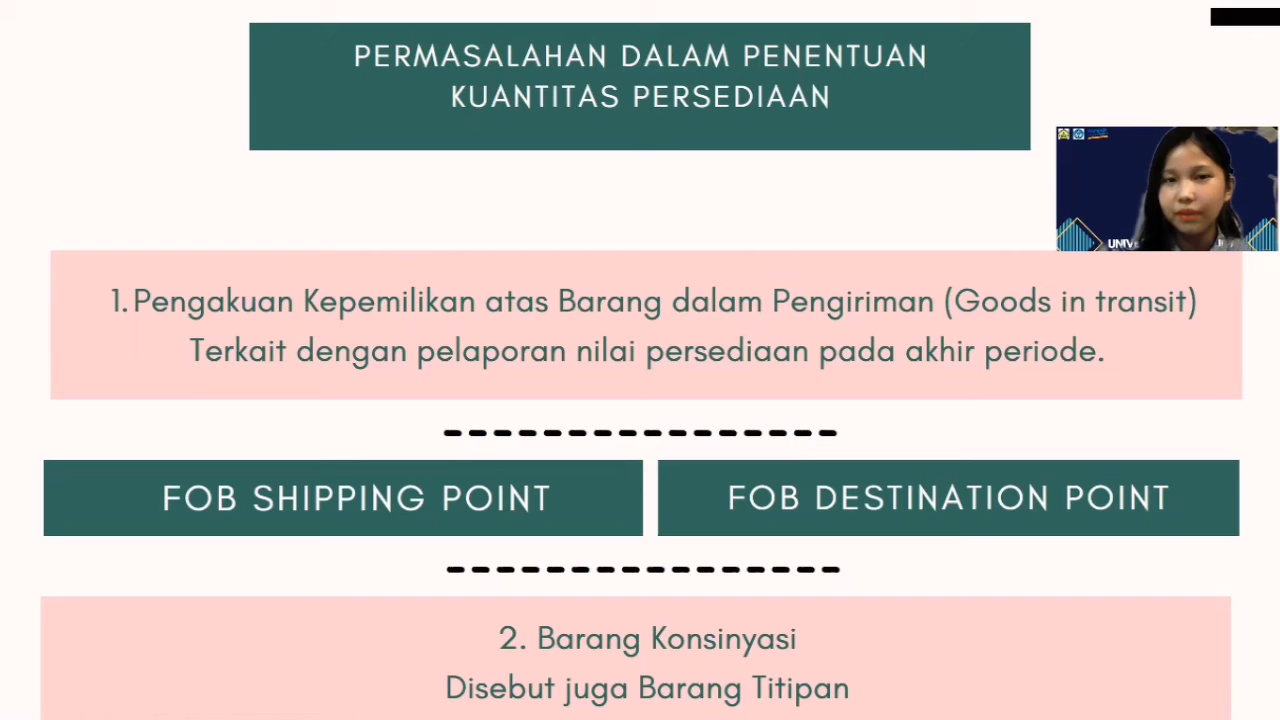 PERMASALAHAN DALAM PENENTUAN
KUANTITAS PERSEDIAAN
1. Pengakuan Kepemilikan atas Barang dalam Pengiriman (Goods in transit)
Terkait dengan pelaporan nilai persediaan pada akhir periode.
FOB SHIPPING POINT
FOB DESTINATION POINT
2. Barang Konsinyasi
Disebut juga Barang Titipan